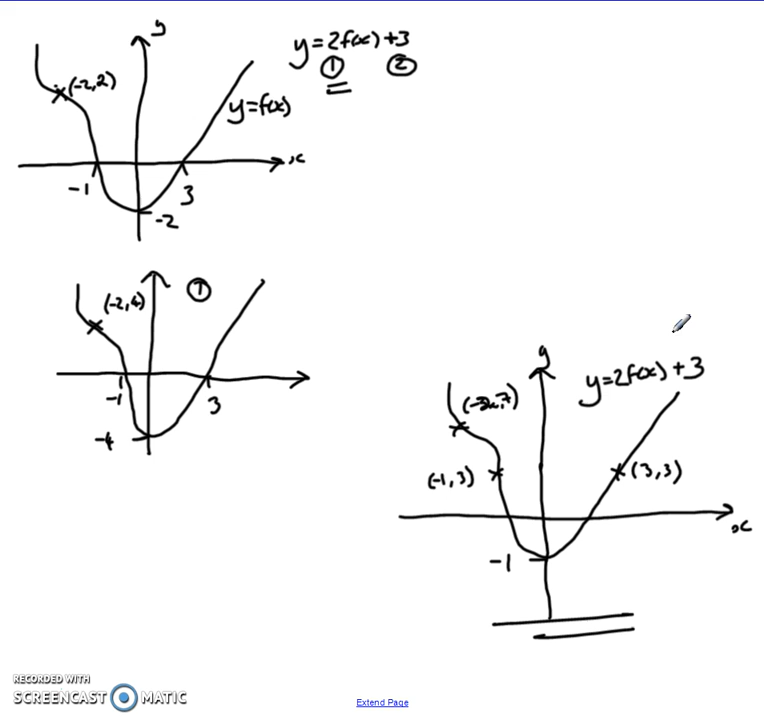 y
y=2f(x)+3
① ②
(-2,2)
y=f(x)
x
-1
3
-2
①
(-2,4)
-1
3
-4
y
y=2f(x)+3
(-1,3)
(3,3)
x
-1
RECORDED WITH
SCREENCAST MATIC
Extend Page